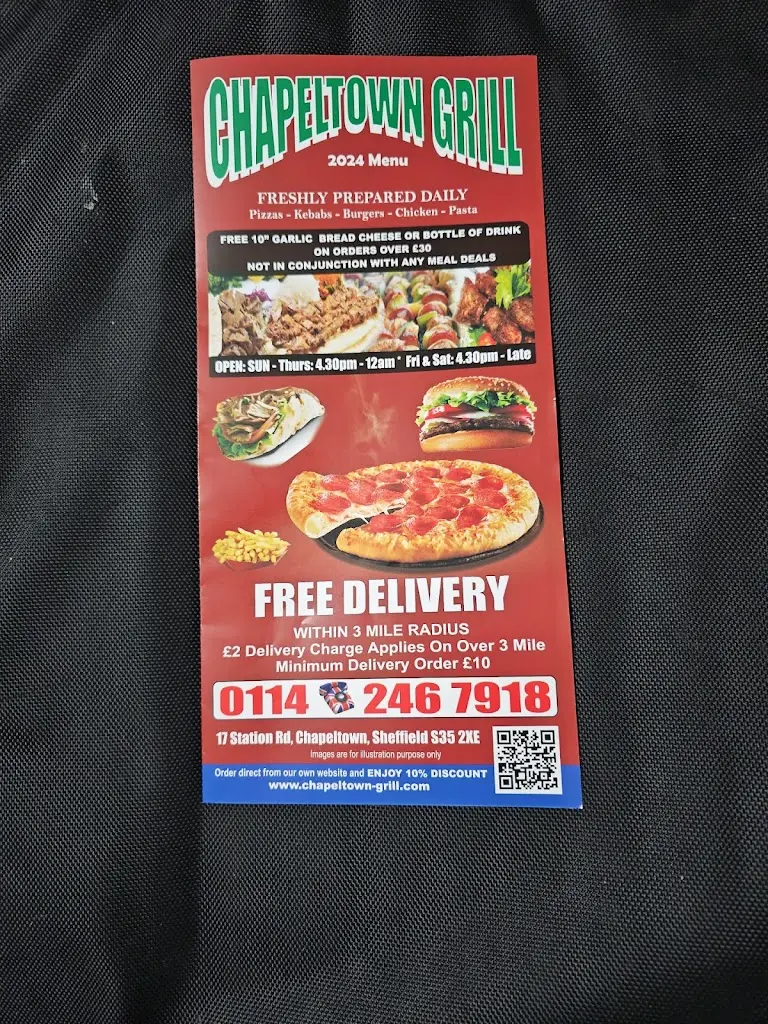 CHAPELTOWN GRILL
2024 Menu
FRESHLY PREPARED DAILY
Pizzas - Kebabs - Burgers - Chicken - Pasta
FREE 10" GARLIC BREAD CHEESE OR BOTTLE OF DRINK
ON ORDERS OVER £30
NOT IN CONJUNCTION WITH ANY MEAL DEALS
OPEN: SUN - Thurs: 4.30pm - 12am * Fri & Sat: 4.30pm - Late
FREE DELIVERY
WITHIN 3 MILE RADIUS
£2 Delivery Charge Applies On Over 3 Mile
Minimum Delivery Order £10
0114 246 7918
17 Station Rd, Chapeltown, Sheffield S35 2XE
Images are for illustration purpose only
Order direct from our own website and ENJOY 10% DISCOUNT
www.chapeltown-grill.com